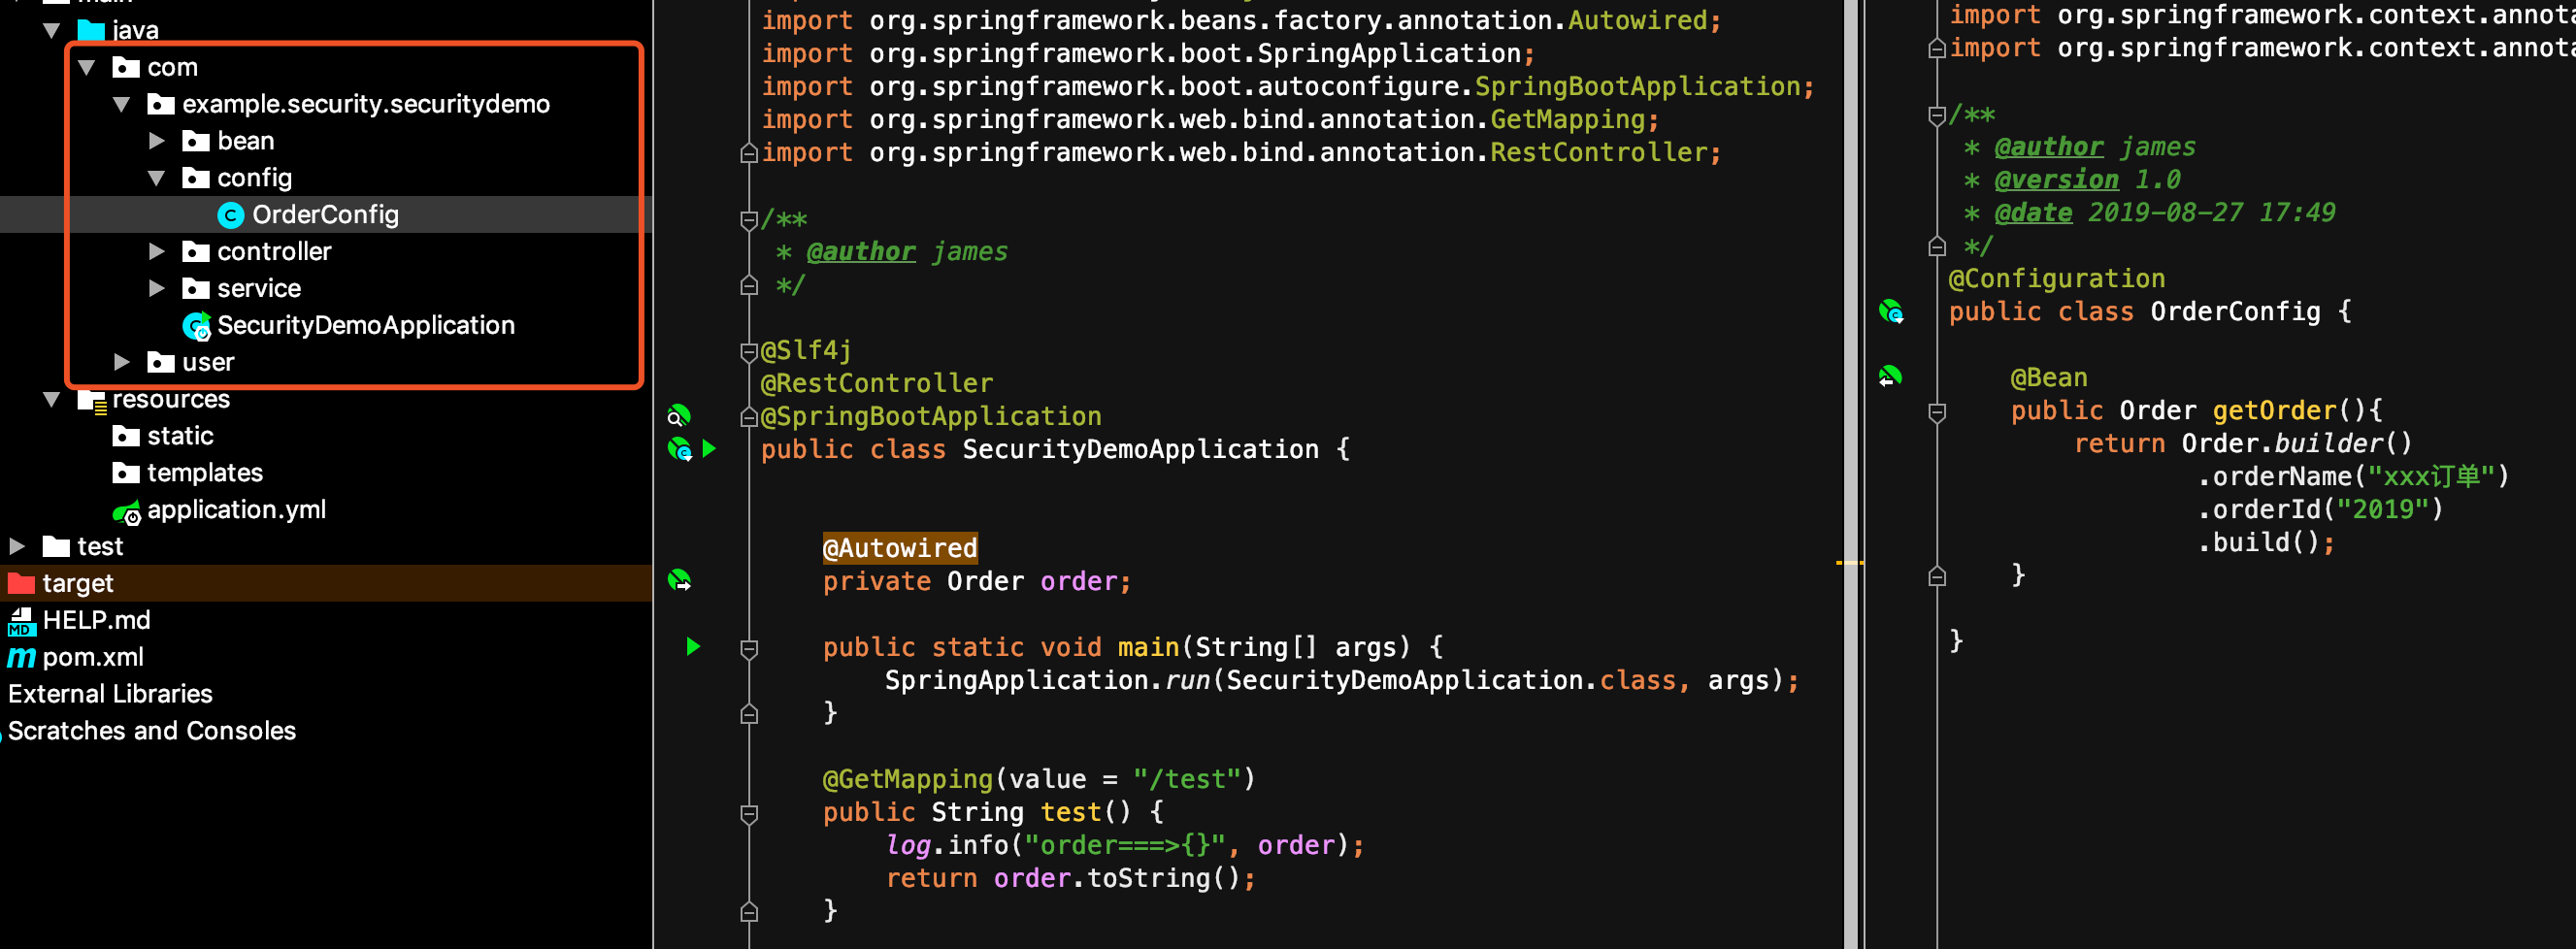 java
com
example.security.securitydemo
bean
config
OrderConfig
controller
service
SecurityDemoApplication
user
resources
static
templates
application.yml
test
target
HELP.md
pom.xml
External Libraries
Scratches and Consoles
import org.springframework.beans.factory.annotation.Autowired;
import org.springframework.boot.SpringApplication;
import org.springframework.boot.autoconfigure.SpringBootApplication;
import org.springframework.web.bind.annotation.GetMapping;
import org.springframework.web.bind.annotation.RestController;
/**
* @author james
*/
@Slf4j
@RestController
@SpringBootApplication
public class SecurityDemoApplication {
@Autowired
private Order order;
public static void main(String[] args) {
SpringApplication.run(SecurityDemoApplication.class, args);
}
@GetMapping(value = "/test")
public String test() {
log.info("order===>{}", order);
return order.toString();
}
import org.springframework.context.annota
import org.springframework.context.annota
/**
* @author james
* @version 1.0
* @date 2019-08-27 17:49
*/
@Configuration
public class OrderConfig {
@Bean
public Order getOrder(){
return Order.builder()
.orderName("xxx订单")
.orderId("2019")
.build();
}
}